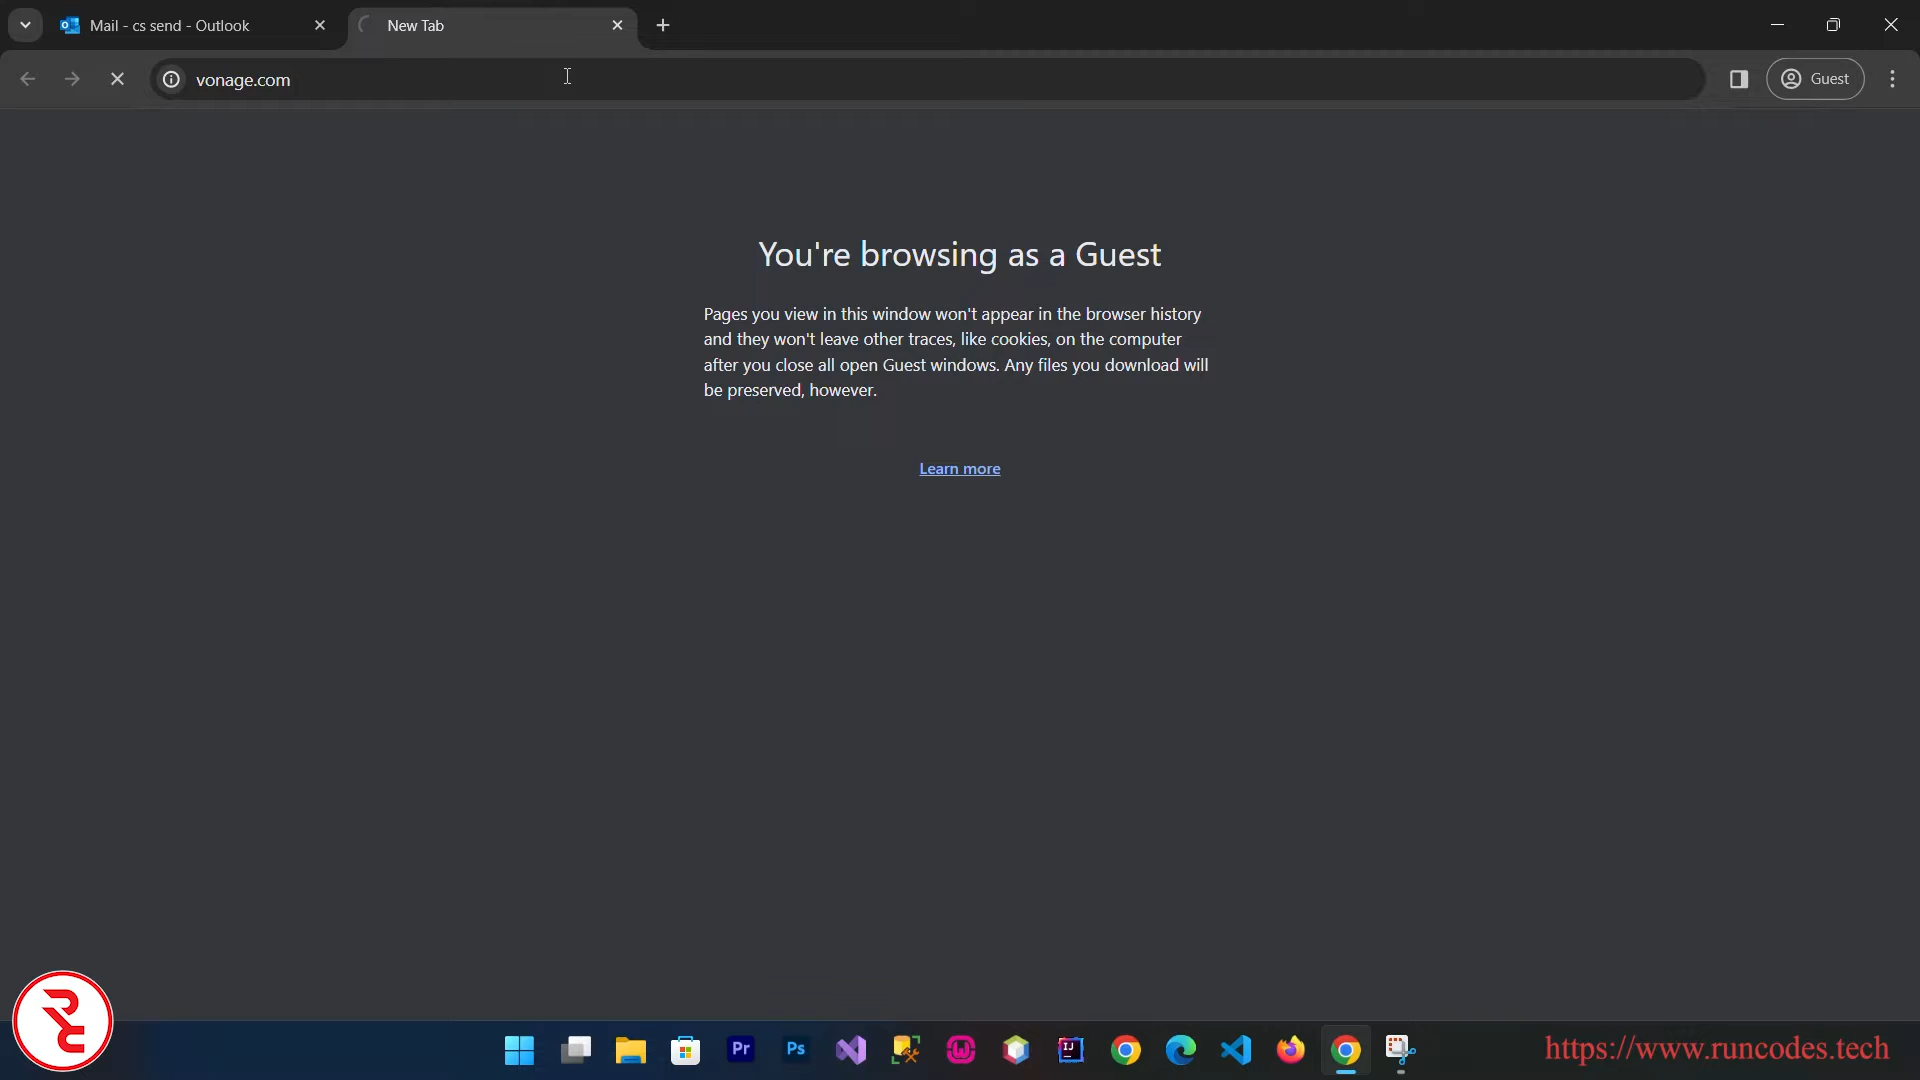 Mail - cs send - Outlook
New Tab
vonage.com
Guest
You're browsing as a Guest
Pages you view in this window won't appear in the browser history
and they won't leave other traces, like cookies, on the computer
after you close all open Guest windows. Any files you download will
be preserved, however.
Learn more
Pr
Ps
IJ
https://www.runcodes.tech